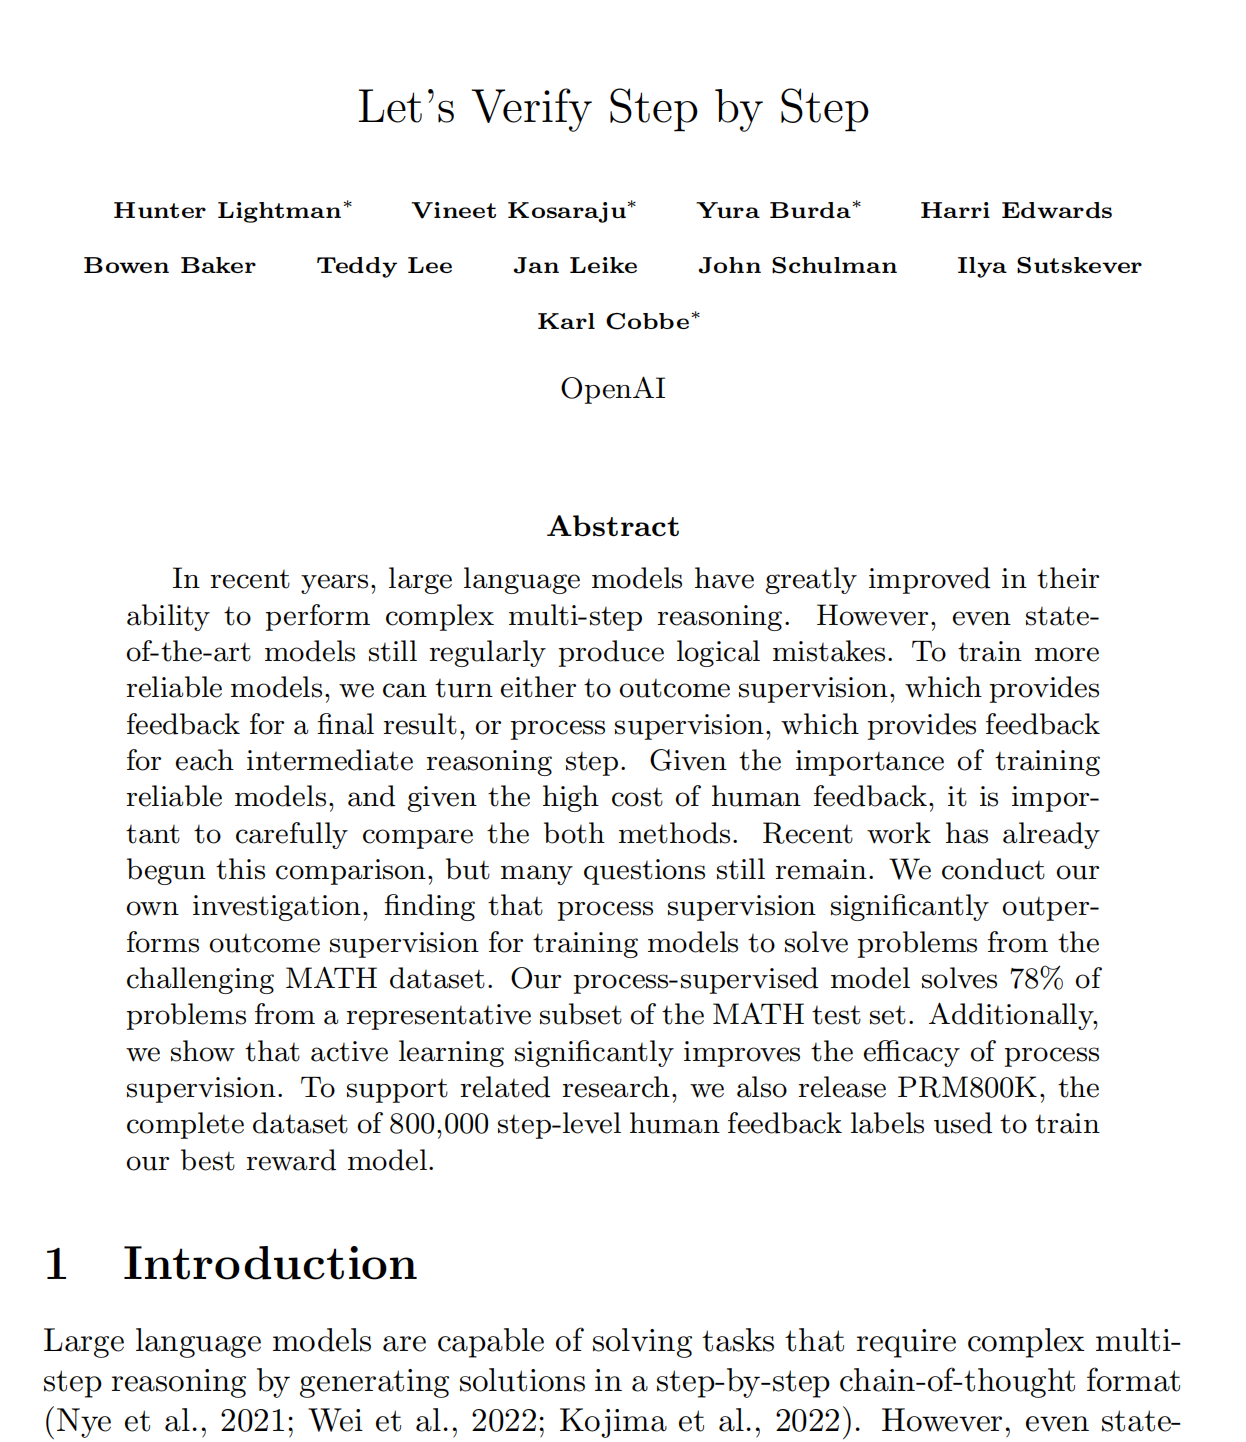 Let's Verify Step by Step
Hunter Lightman* Vineet Kosaraju* Yura Burda* Harri Edwards
Bowen Baker Teddy Lee Jan Leike John Schulman Ilya Sutskever
Karl Cobbe*
OpenAI
Abstract
In recent years, large language models have greatly improved in their
ability to perform complex multi-step reasoning. However, even state-
of-the-art models still regularly produce logical mistakes. To train more
reliable models, we can turn either to outcome supervision, which provides
feedback for a final result, or process supervision, which provides feedback
for each intermediate reasoning step. Given the importance of training
reliable models, and given the high cost of human feedback, it is impor-
tant to carefully compare the both methods. Recent work has already
begun this comparison, but many questions still remain. We conduct our
own investigation, finding that process supervision significantly outper-
forms outcome supervision for training models to solve problems from the
challenging MATH dataset. Our process-supervised model solves 78% of
problems from a representative subset of the MATH test set. Additionally,
we show that active learning significantly improves the efficacy of process
supervision. To support related research, we also release PRM800K, the
complete dataset of 800,000 step-level human feedback labels used to train
our best reward model.
1 Introduction
Large language models are capable of solving tasks that require complex multi-
step reasoning by generating solutions in a step-by-step chain-of-thought format
(Nye et al., 2021; Wei et al., 2022; Kojima et al., 2022). However, even state-